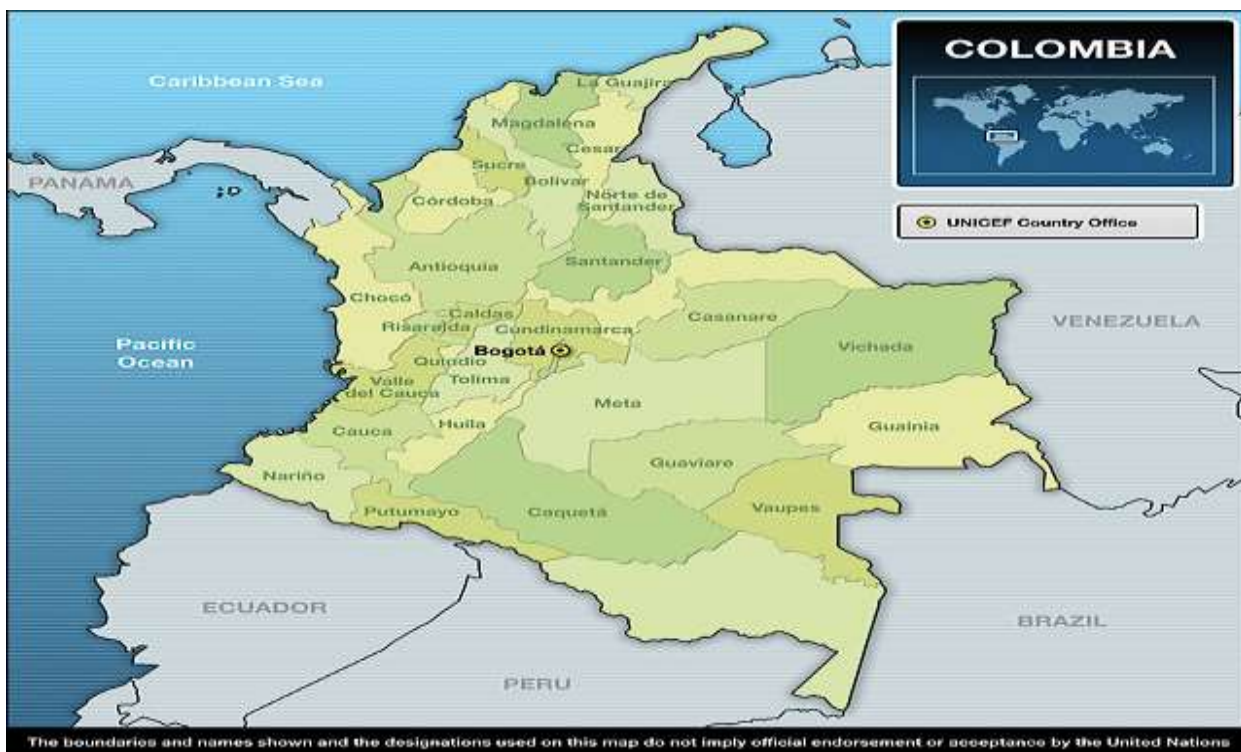 COLOMBIA
Caribbean Sea
La Guajira
Magdalena
Cesar
Sucre
Bolivar
PANAMA
Norte de
Santander
Córdoba
UNICEF Country Office
Antioquia
Santander
Chocó
Caldas
Casanare
VENEZUELA
Risaralda
Cundinamarca
Pacific
Ocean
Bogotá
Vichada
Quindio
Valle
del Cauca
Tolima
Meta
Huila
Cauca
Guainia
Guaviare
Nariño
Putumayo
Caquetá
Vaupes
ECUADOR
BRAZIL
PERU
The boundaries and names shown and the designations used on this map do not imply official endorsement or acceptance by the United Nations